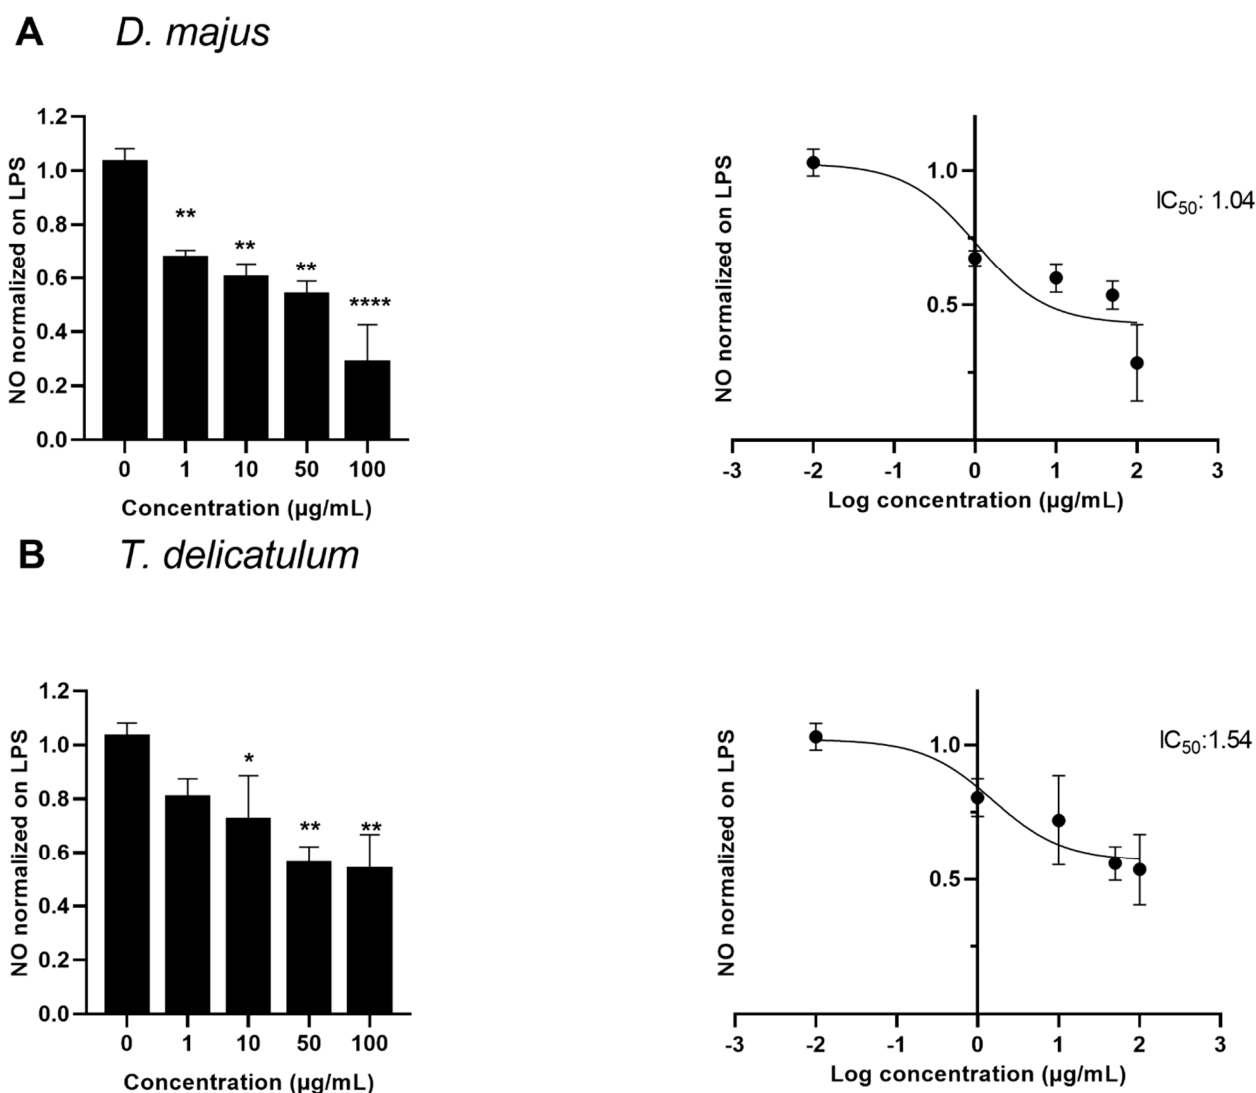 A D. majus
NO normalized on LPS
1.2
1.0
0.8
0.6
0.4
0.2
0.0
**
**
**
****
0 1 10 50 100
Concentration (µg/mL)
NO normalized on LPS
1.0
0.5
IC50: 1.04
-3 -2 -1 0 1 2 3
Log concentration (µg/mL)
B T. delicatulum
NO normalized on LPS
1.2
1.0
0.8
0.6
0.4
0.2
0.0
*
**
**
0 1 10 50 100
Concentration (µg/mL)
NO normalized on LPS
1.0
0.5
IC50:1.54
-3 -2 -1 0 1 2 3
Log concentration (µg/mL)